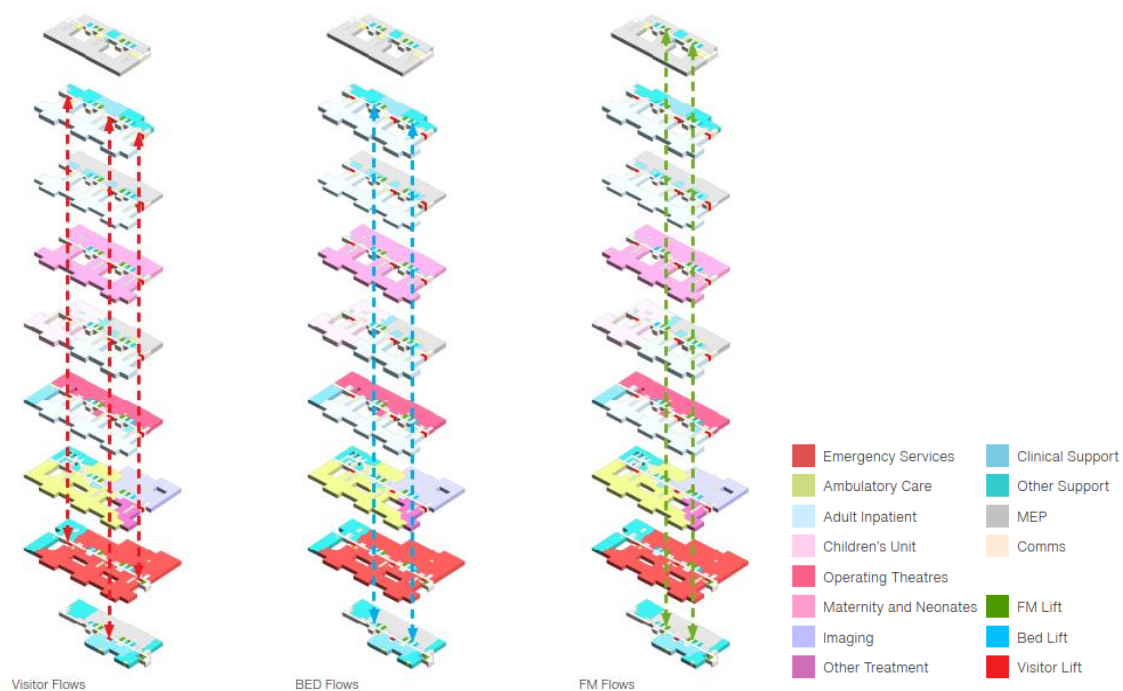 Emergency Services
Ambulatory Care
Adult Inpatient
Children's Unit
Operating Theatres
Maternity and Neonates
Imaging
Other Treatment
Clinical Support
Other Support
MEP
Comms
FM Lift
Bed Lift
Visitor Lift
Visitor Flows
BED Flows
FM Flows